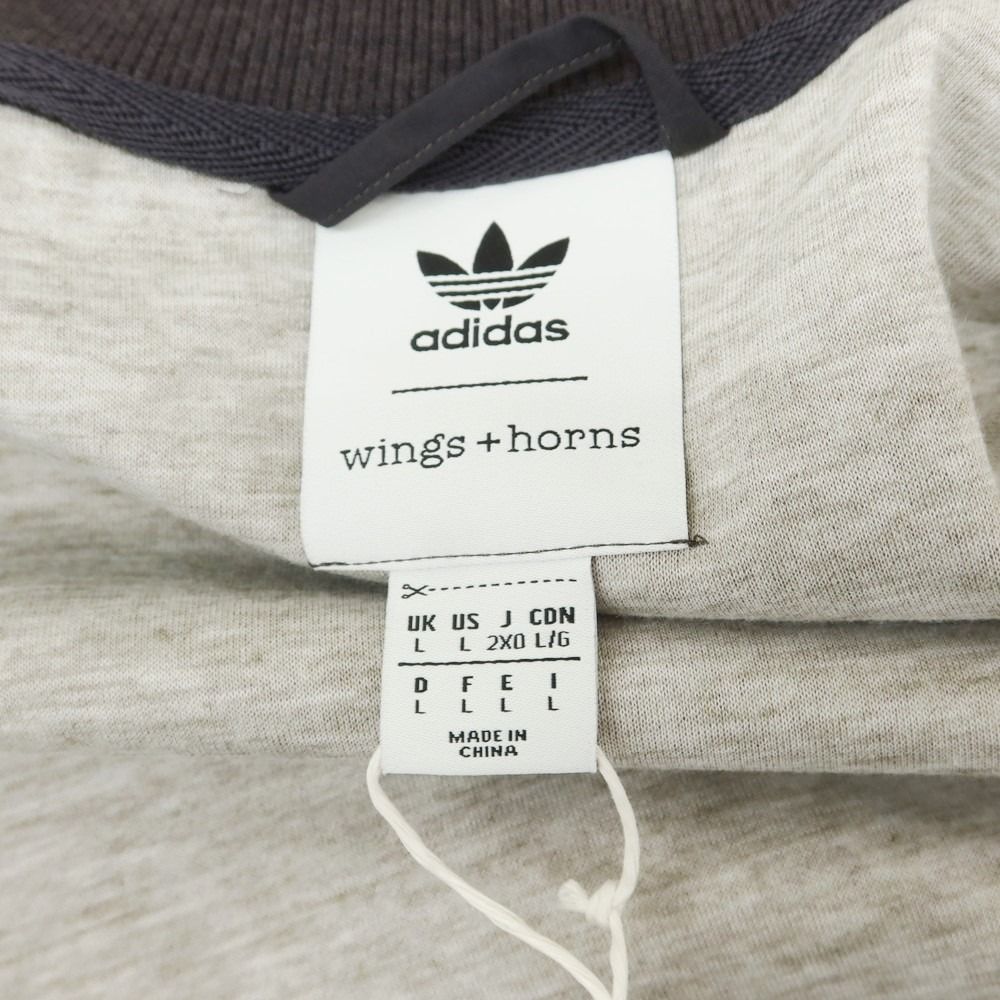 adidas
wings+horns
UK US J CDN
L L 2XO L/G
D F E I
L L L L
MADE IN
CHINA